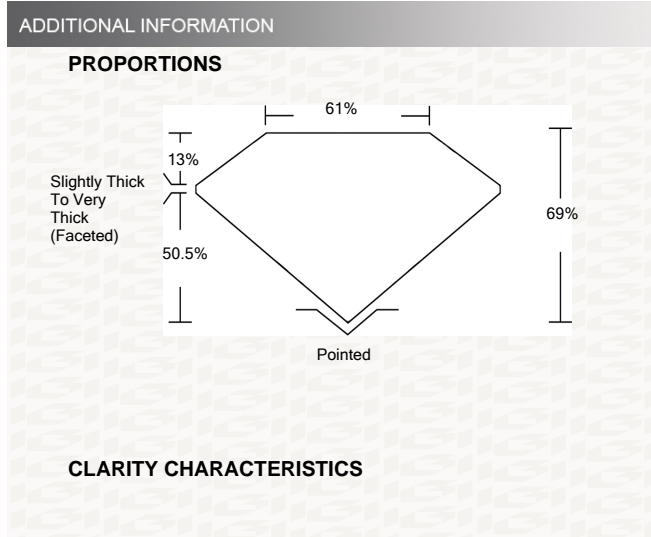 ADDITIONAL INFORMATION
PROPORTIONS
61%
13%
Slightly Thick
To Very
Thick
(Faceted)
69%
50.5%
Pointed
CLARITY CHARACTERISTICS